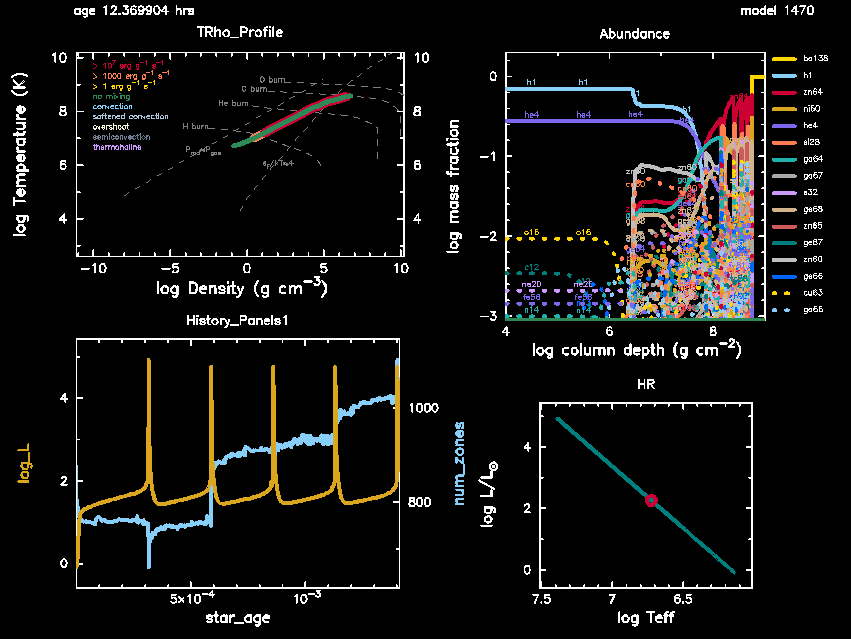 age 12.369904 hrs
model 1470
TRho_Profile
> 10⁷ erg g⁻¹ s⁻¹
> 1000 erg g⁻¹ s⁻¹
> 1 erg g⁻¹ s⁻¹
no mixing
convection
softened convection
overshoot
semiconvection
thermohaline
O burn
C burn
He burn
H burn
10
8
6
4
10
8
6
4
−10
−5
0
5
10
log Temperature (K)
log Density (g cm⁻³)
Abundance
h1
h1
he4
he4
he4
o16
o16
c12
ne20
ne20
fe56
fe56
n14
n14
0
−1
−2
−3
4
6
8
log mass fraction
log column depth (g cm⁻²)
ba138
h1
zn64
ni60
he4
si28
ga64
ga67
s32
ge68
zn65
ge67
zn60
ge66
cu63
ga66
History_Panels1
4
2
0
1000
800
5×10⁻⁴
10⁻³
log_L
num_zones
star_age
HR
4
2
0
7.5
7
6.5
log L/L☉
log Teff